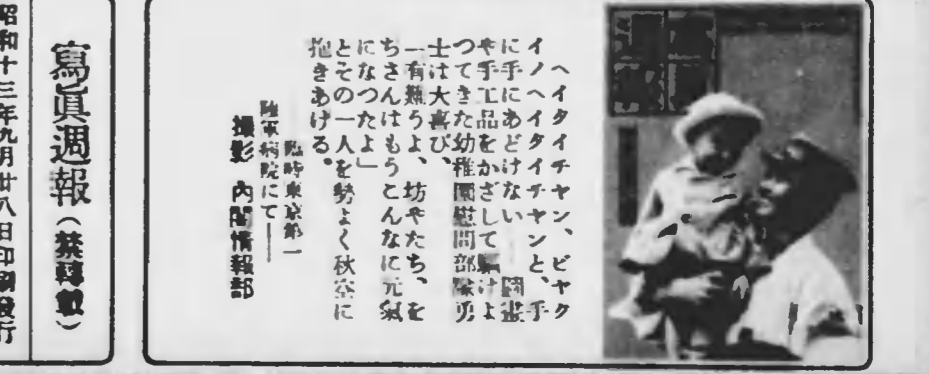 ヘイタイチヤン、ビヤク
イノヘイタイチヤンと、手
に手にあどけない圖畫
や手工品をかざして驅けよ
つてきた幼稚園慰問部隊勇
士は大喜び、
「有難うよ、坊やたち、を
ちさんはもうこんなに元氣
になつたよ」
とその一人を勢よく秋空に
抱きあげる。
臨時東京第一
陸軍病院にて——
撮影 內閣情報部
寫眞週報(禁轉載)
昭和十三年九月廿八日印刷發行